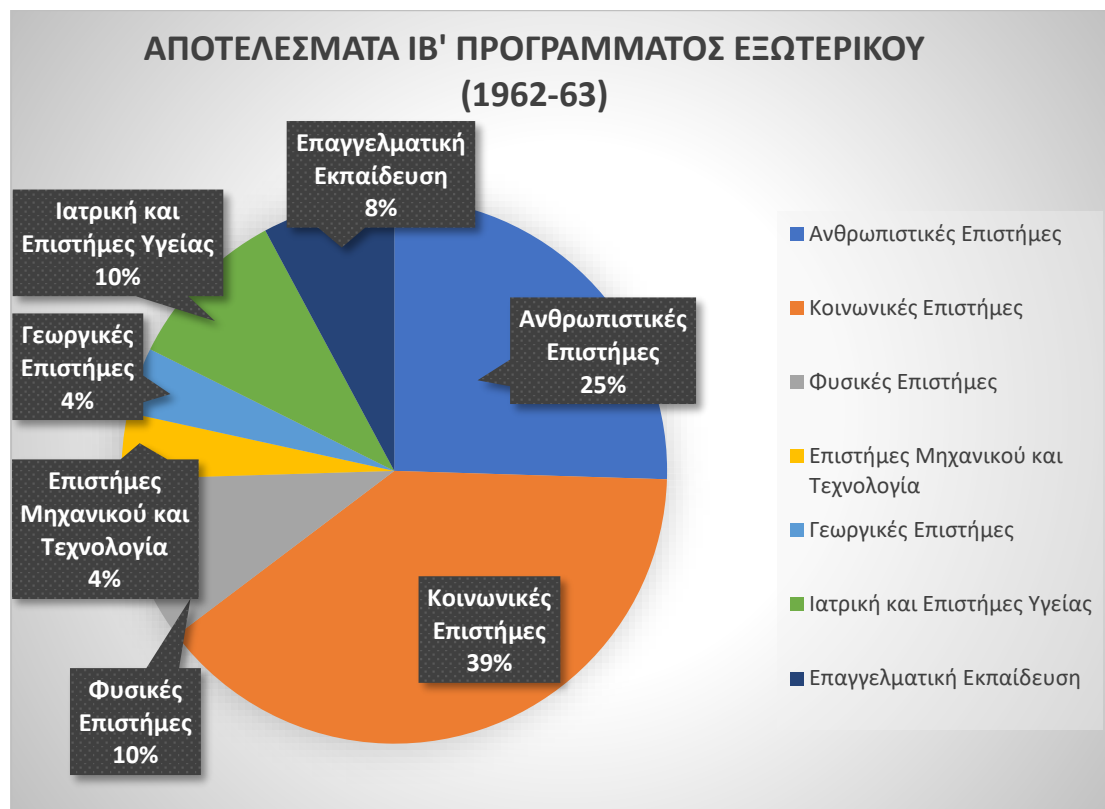 ΑΠΟΤΕΛΕΣΜΑΤΑ ΙΒ' ΠΡΟΓΡΑΜΜΑΤΟΣ ΕΞΩΤΕΡΙΚΟΥ
(1962-63)
Επαγγελματική
Εκπαίδευση
8%
Ιατρική και
Επιστήμες Υγείας
10%
Γεωργικές
Επιστήμες
4%
Επιστήμες
Μηχανικού και
Τεχνολογία
4%
Φυσικές
Επιστήμες
10%
Ανθρωπιστικές
Επιστήμες
25%
Κοινωνικές
Επιστήμες
39%
Ανθρωπιστικές Επιστήμες
Κοινωνικές Επιστήμες
Φυσικές Επιστήμες
Επιστήμες Μηχανικού και
Τεχνολογία
Γεωργικές Επιστήμες
Ιατρική και Επιστήμες Υγείας
Επαγγελματική Εκπαίδευση